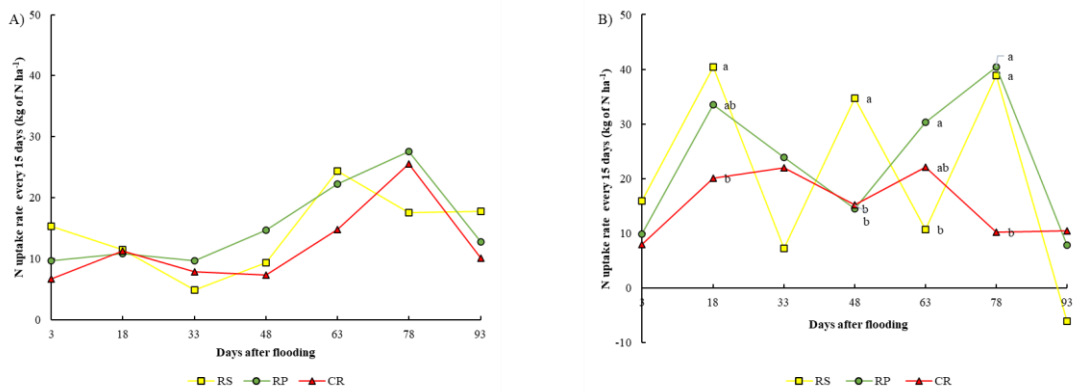 A)
N uptake rate every 15 days (kg of N ha⁻¹)
50
40
30
20
10
0
3 18 33 48 63 78 93
Days after flooding
RS RP CR
B)
N uptake rate every 15 days (kg of N ha⁻¹)
50
40
30
20
10
0
-10
3 18 33 48 63 78 93
a
ab
b
a
b
b
a
ab
b
a
a
b
Days after flooding
RS RP CR